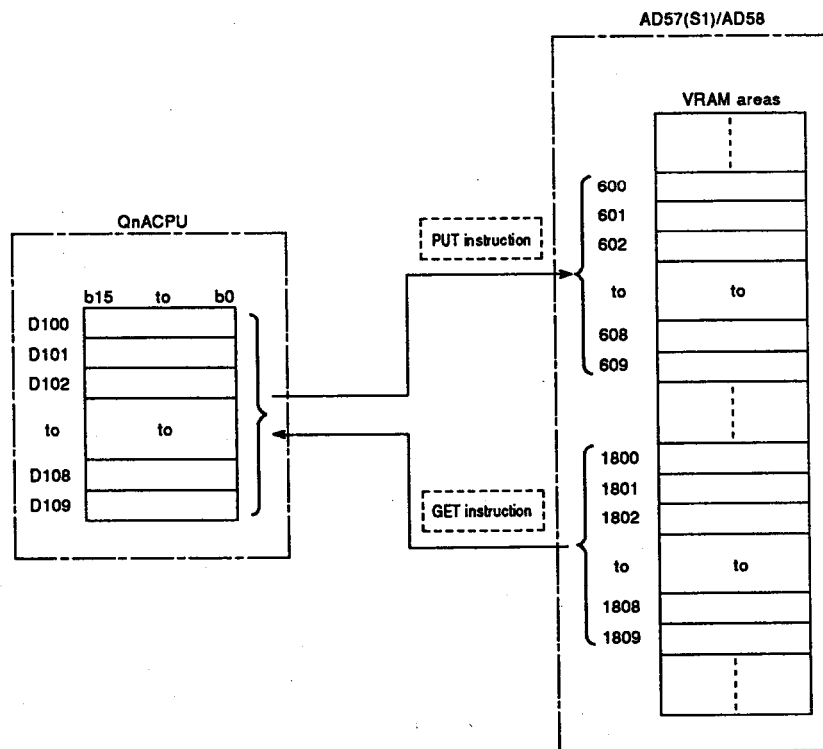 AD57(S1)/AD58
VRAM areas
600
601
602
to to
608
609
1800
1801
1802
to to
1808
1809
QnACPU
b15 to b0
D100
D101
D102
to to
D108
D109
PUT instruction
GET instruction